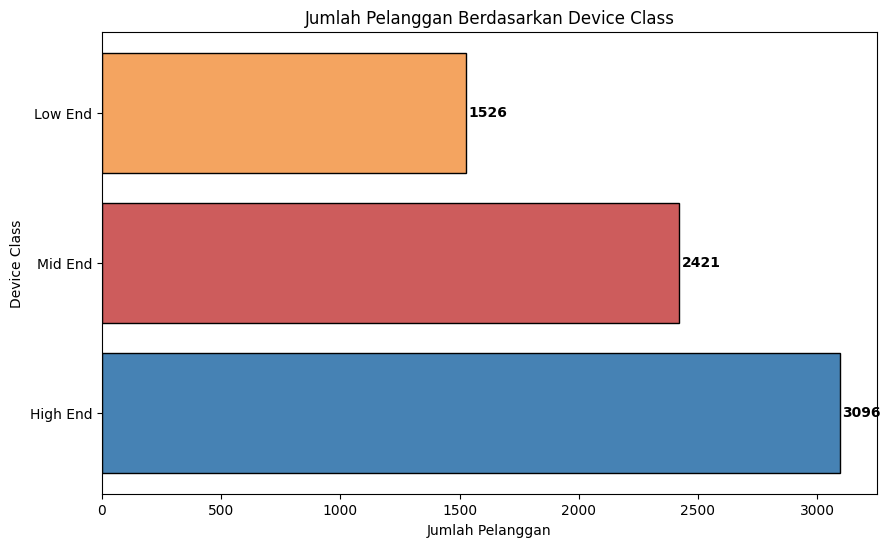 Jumlah Pelanggan Berdasarkan Device Class
Device Class
Low End
1526
Mid End
2421
High End
3096
0 500 1000 1500 2000 2500 3000
Jumlah Pelanggan